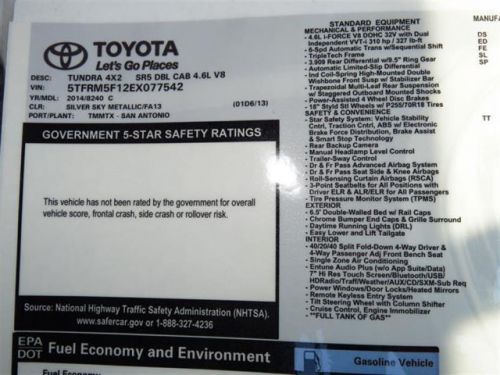 TOYOTA
Let's Go Places
DESC: TUNDRA 4X2 SR5 DBL CAB 4.6L V8
VIN: 5TFRM5F12EX077542
YR/MDL: 2014/8240 C
CLR: SILVER SKY METALLIC/FA13 (01D6/13)
PORT/PLANT: TMMTX - SAN ANTONIO
GOVERNMENT 5-STAR SAFETY RATINGS
This vehicle has not been rated by the government for overall
vehicle score, frontal crash, side crash or rollover risk.
Source: National Highway Traffic Safety Administration (NHTSA).
www.safercar.gov or 1-888-327-4236
EPA
DOT
Fuel Economy and Environment
Gasoline Vehicle
Fuel Economy
STANDARD EQUIPMENT
MECHANICAL & PERFORMANCE
- 4.6L i-FORCE V8 DOHC 32V with Dual
Independent VVT-i 310 hp / 327 lb-ft
- 6-Spd Automatic Trans w/Sequential Shift
- TripleTech Frame
- 3.909 Rear Differential w/9.5" Ring Gear
- Automatic Limited-Slip Differential
- Ind Coil-Spring High-Mounted Double
Wishbone Front Susp w/ Stabilizer Bar
- Trapezoidal Multi-Leaf Rear Suspension
w/ Staggered Outboard Mounted Shocks
- Power-Assisted 4 Wheel Disc Brakes
- 18" Styld Stl Wheels w/ P255/70R18 Tires
SAFETY & CONVENIENCE
- Star Safety System: Vehicle Stability
Cntrl, Traction Cntrl, ABS w/ Electronic
Brake Force Distribution, Brake Assist
& Smart Stop Technology
- Rear Backup Camera
- Manual Headlamp Level Control
- Trailer-Sway Control
- Dr & Fr Pass Advanced Airbag System
- Dr & Fr Pass Seat Side & Knee Airbags
- Roll-Sensing Curtain Airbags (RSCA)
- 3-Point Seatbelts for All Positions with
Driver ELR & ALR/ELR for All Passengers
- Tire Pressure Monitor System (TPMS)
EXTERIOR
- 6.5' Double-Walled Bed w/ Rail Caps
- Chrome Bumper End Caps & Grille Surround
- Daytime Running Lights (DRL)
- Easy Lower and Lift Tailgate
INTERIOR
- 40/20/40 Split Fold-Down 4-Way Driver &
4-Way Passenger Adj Front Bench Seat
- Single Zone Air Conditioning
- Entune Audio Plus (w/o App Suite/Data)
7" Hi Res Touch Screen/Bluetooth/USB/
HDRadio/Traf/Weather/AUX/CD/SXM-Sub Req
- Power Windows/Door Locks/Heated Mirrors
- Remote Keyless Entry System
- Tilt Steering Wheel with Column Shifter
- Cruise Control, Engine Immobilizer
**FULL TANK OF GAS**
MANUFA
DS
ED
FE
SL
SP
TT